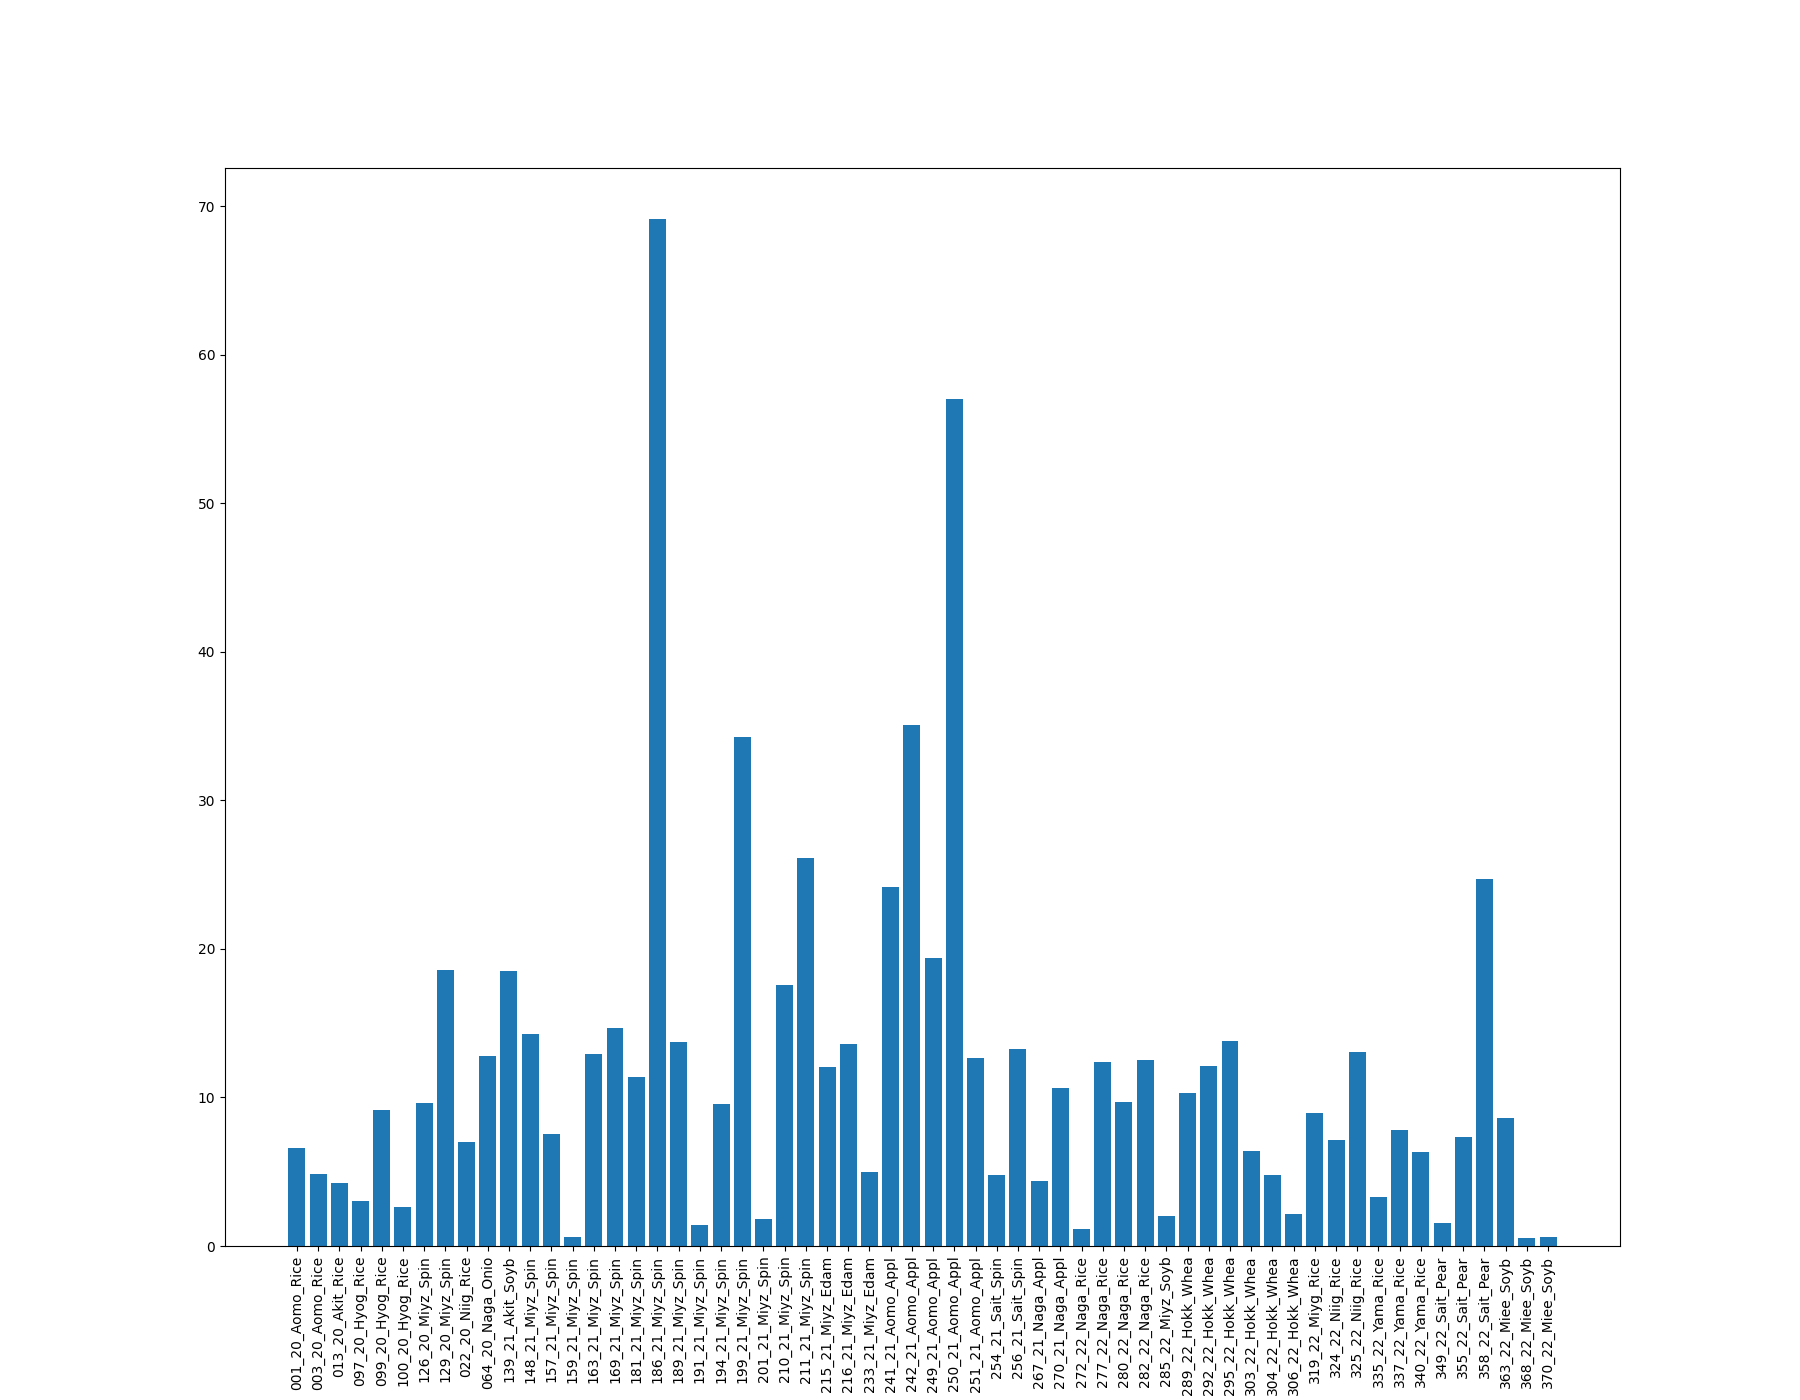 70
60
50
40
30
20
10
0
001_20_Aomo_Rice
003_20_Aomo_Rice
013_20_Akit_Rice
097_20_Hyog_Rice
099_20_Hyog_Rice
100_20_Hyog_Rice
126_20_Miyz_Spin
129_20_Miyz_Spin
022_20_Niig_Rice
064_20_Naga_Onio
139_21_Akit_Soyb
148_21_Miyz_Spin
157_21_Miyz_Spin
159_21_Miyz_Spin
163_21_Miyz_Spin
169_21_Miyz_Spin
181_21_Miyz_Spin
186_21_Miyz_Spin
189_21_Miyz_Spin
191_21_Miyz_Spin
194_21_Miyz_Spin
199_21_Miyz_Spin
201_21_Miyz_Spin
210_21_Miyz_Spin
211_21_Miyz_Spin
215_21_Miyz_Edam
216_21_Miyz_Edam
233_21_Miyz_Edam
241_21_Aomo_Appl
242_21_Aomo_Appl
249_21_Aomo_Appl
250_21_Aomo_Appl
251_21_Aomo_Appl
254_21_Sait_Spin
256_21_Sait_Spin
267_21_Naga_Appl
270_21_Naga_Appl
272_22_Naga_Rice
277_22_Naga_Rice
280_22_Naga_Rice
282_22_Naga_Rice
285_22_Miyz_Soyb
289_22_Hokk_Whea
292_22_Hokk_Whea
295_22_Hokk_Whea
303_22_Hokk_Whea
304_22_Hokk_Whea
306_22_Hokk_Whea
319_22_Miyg_Rice
324_22_Niig_Rice
325_22_Niig_Rice
335_22_Yama_Rice
337_22_Yama_Rice
340_22_Yama_Rice
349_22_Sait_Pear
355_22_Sait_Pear
358_22_Sait_Pear
363_22_Miee_Soyb
368_22_Miee_Soyb
370_22_Miee_Soyb